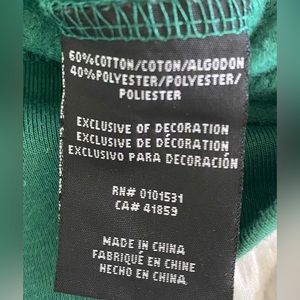 60%COTTON/COTON/ALGODON
40%POLYESTER/POLYESTER/
POLIESTER
EXCLUSIVE OF DECORATION
EXCLUSIVE DE DÉCORATION
EXCLUSIVO PARA DECORACIÓN
RN# 0101531
CA# 41859
MADE IN CHINA
FABRIQUÉ EN CHINE
HECHO EN CHINA